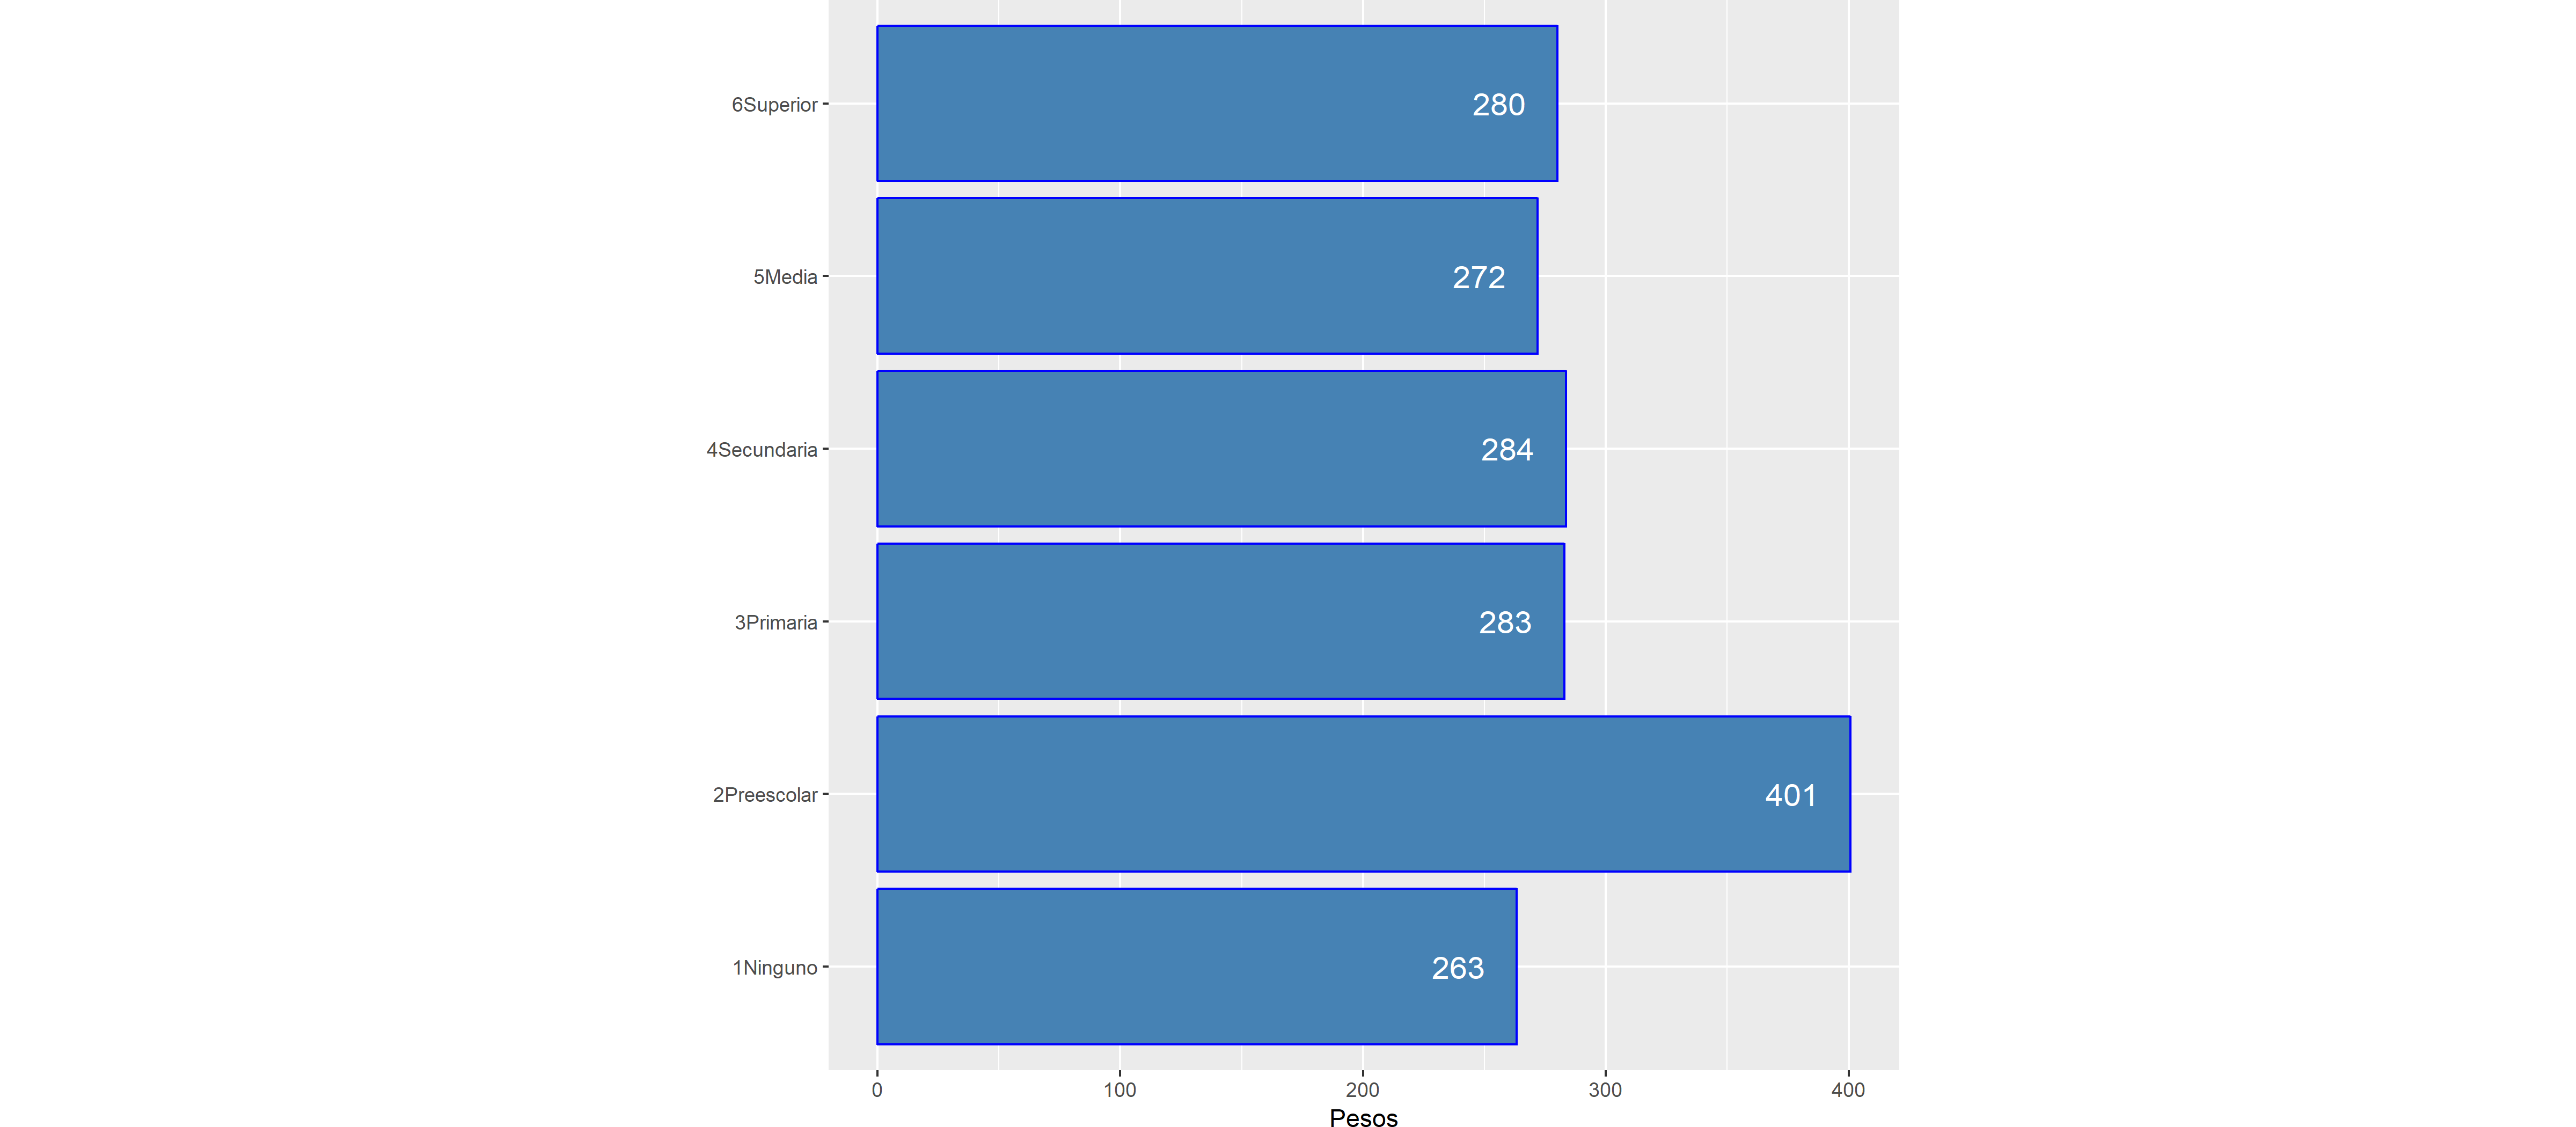 6Superior 280
5Media 272
4Secundaria 284
3Primaria 283
2Preescolar 401
1Ninguno 263
0 100 200 300 400
Pesos